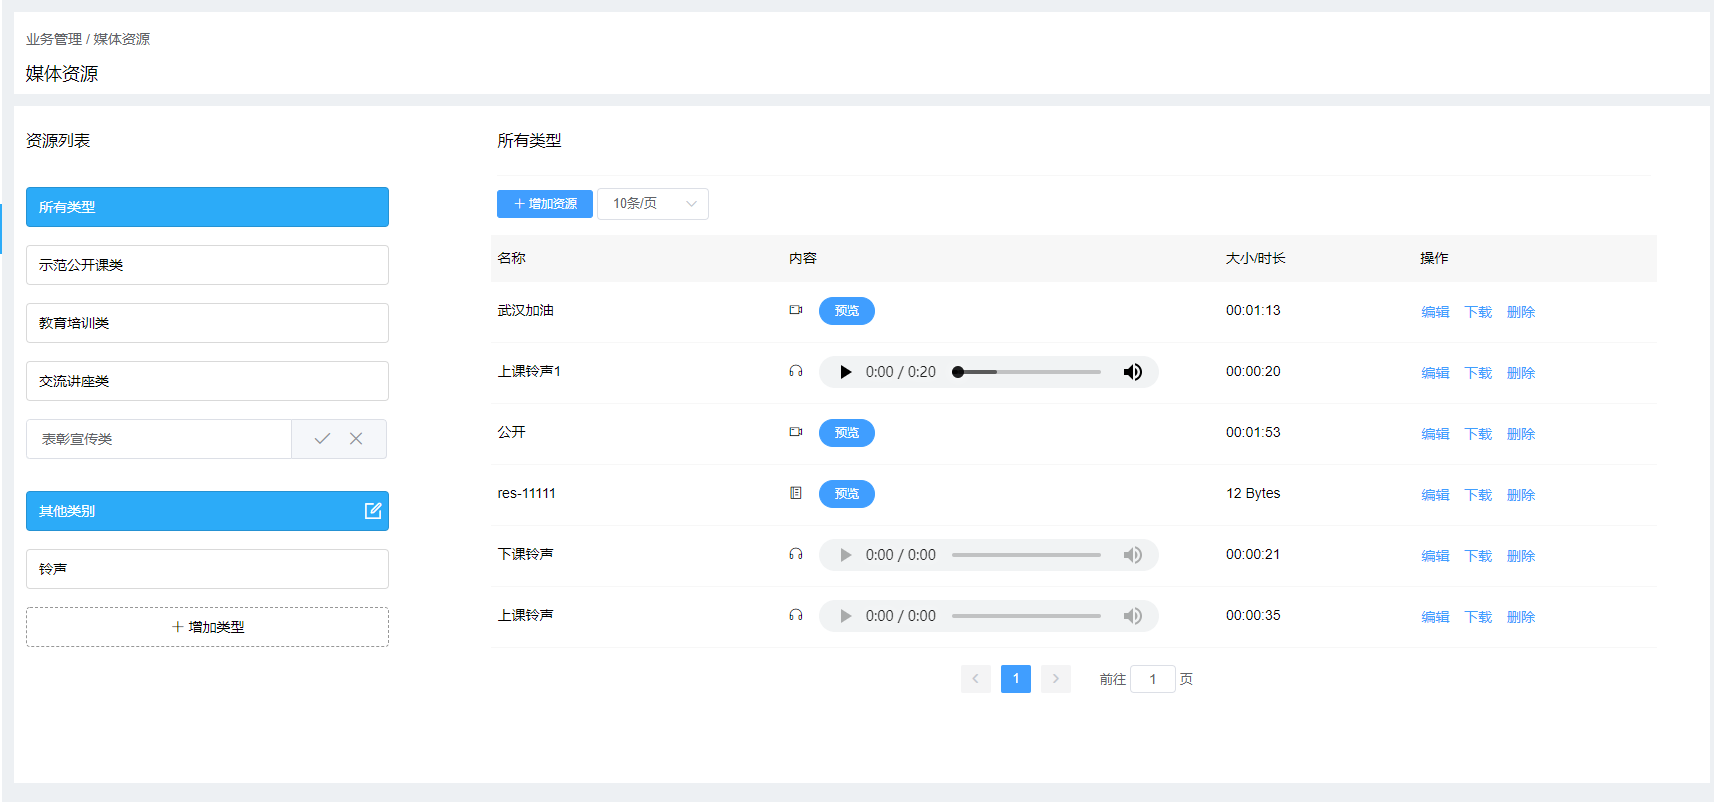 业务管理 / 媒体资源
媒体资源
资源列表
所有类型
示范公开课类
教育培训类
交流讲座类
表彰宣传类
其他类别
铃声
+ 增加类型
所有类型
+ 增加资源 10条/页
名称 内容 大小/时长 操作
武汉加油 预览 00:01:13 编辑 下载 删除
上课铃声1 0:00 / 0:20 00:00:20 编辑 下载 删除
公开 预览 00:01:53 编辑 下载 删除
res-11111 预览 12 Bytes 编辑 下载 删除
下课铃声 0:00 / 0:00 00:00:21 编辑 下载 删除
上课铃声 0:00 / 0:00 00:00:35 编辑 下载 删除
1 前往 1 页